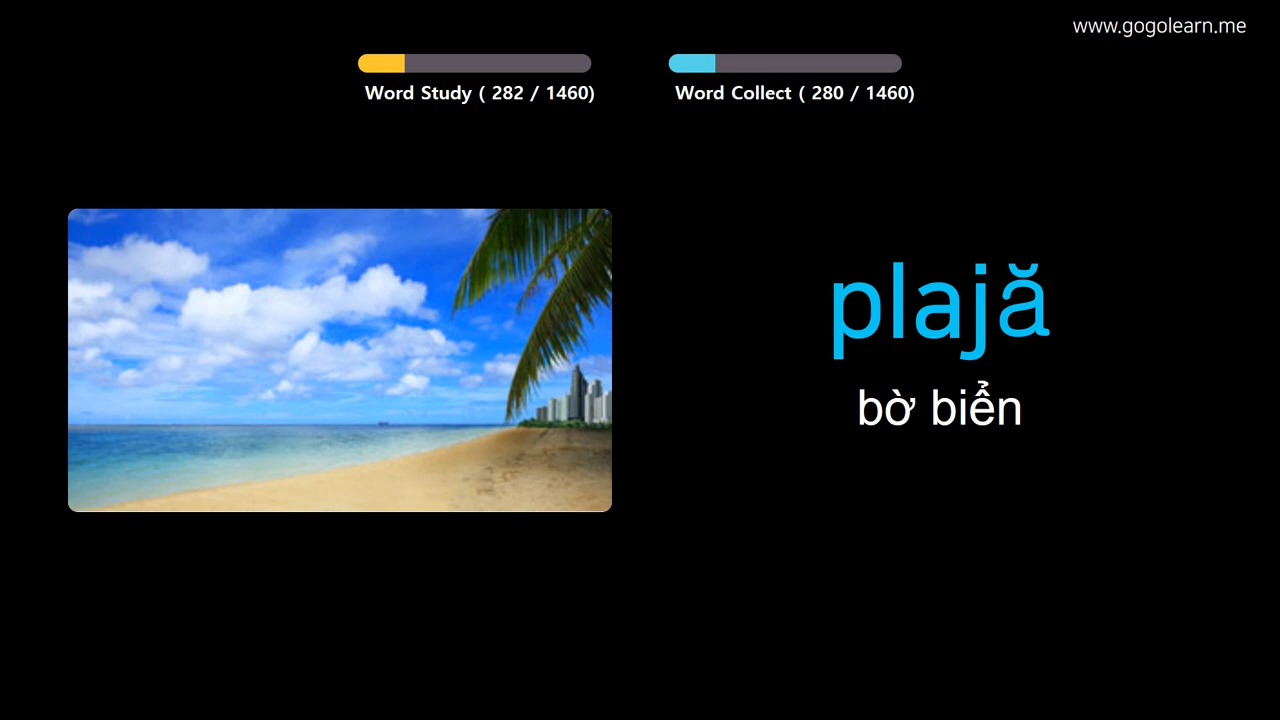 www.gogolearn.me
Word Study ( 282 / 1460)
Word Collect ( 280 / 1460)
plajă
bờ biển